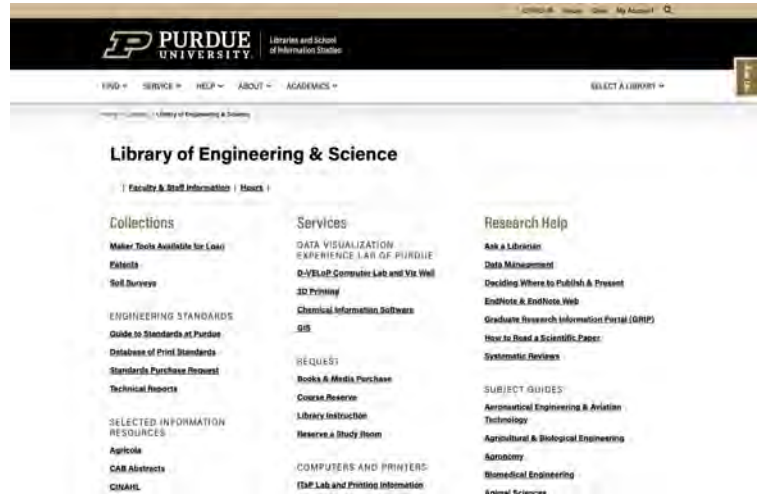 My Account
PURDUE UNIVERSITY.
Libraries and School
of Information Studies
FIND
SERVICE
HELP
ABOUT
ACADEMICS
SELECT A LIBRARY
Library of Engineering & Science
Library of Engineering & Science
| Faculty & Staff Information | Hours |
Collections
Maker Tools Available for Loan
Patents
Soil Surveys
ENGINEERING STANDARDS
Guide to Standards at Purdue
Database of Print Standards
Standards Purchase Request
Technical Reports
SELECTED INFORMATION
RESOURCES
Agricola
CAB Abstracts
CINAHL
Services
DATA VISUALIZATION
EXPERIENCE LAB OF PURDUE
D-VELoP Computer Lab and Viz Wall
3D Printing
Chemical Information Software
GIS
REQUEST
Books & Media Purchase
Course Reserve
Library Instruction
Reserve a Study Room
COMPUTERS AND PRINTERS
ITaP Lab and Printing Information
Research Help
Ask a Librarian
Data Management
Deciding Where to Publish & Present
EndNote & EndNote Web
Graduate Research Information Portal (GRIP)
How to Read a Scientific Paper
Systematic Reviews
SUBJECT GUIDES
Aeronautical Engineering & Aviation
Technology
Agricultural & Biological Engineering
Agronomy
Biomedical Engineering
Animal Sciences